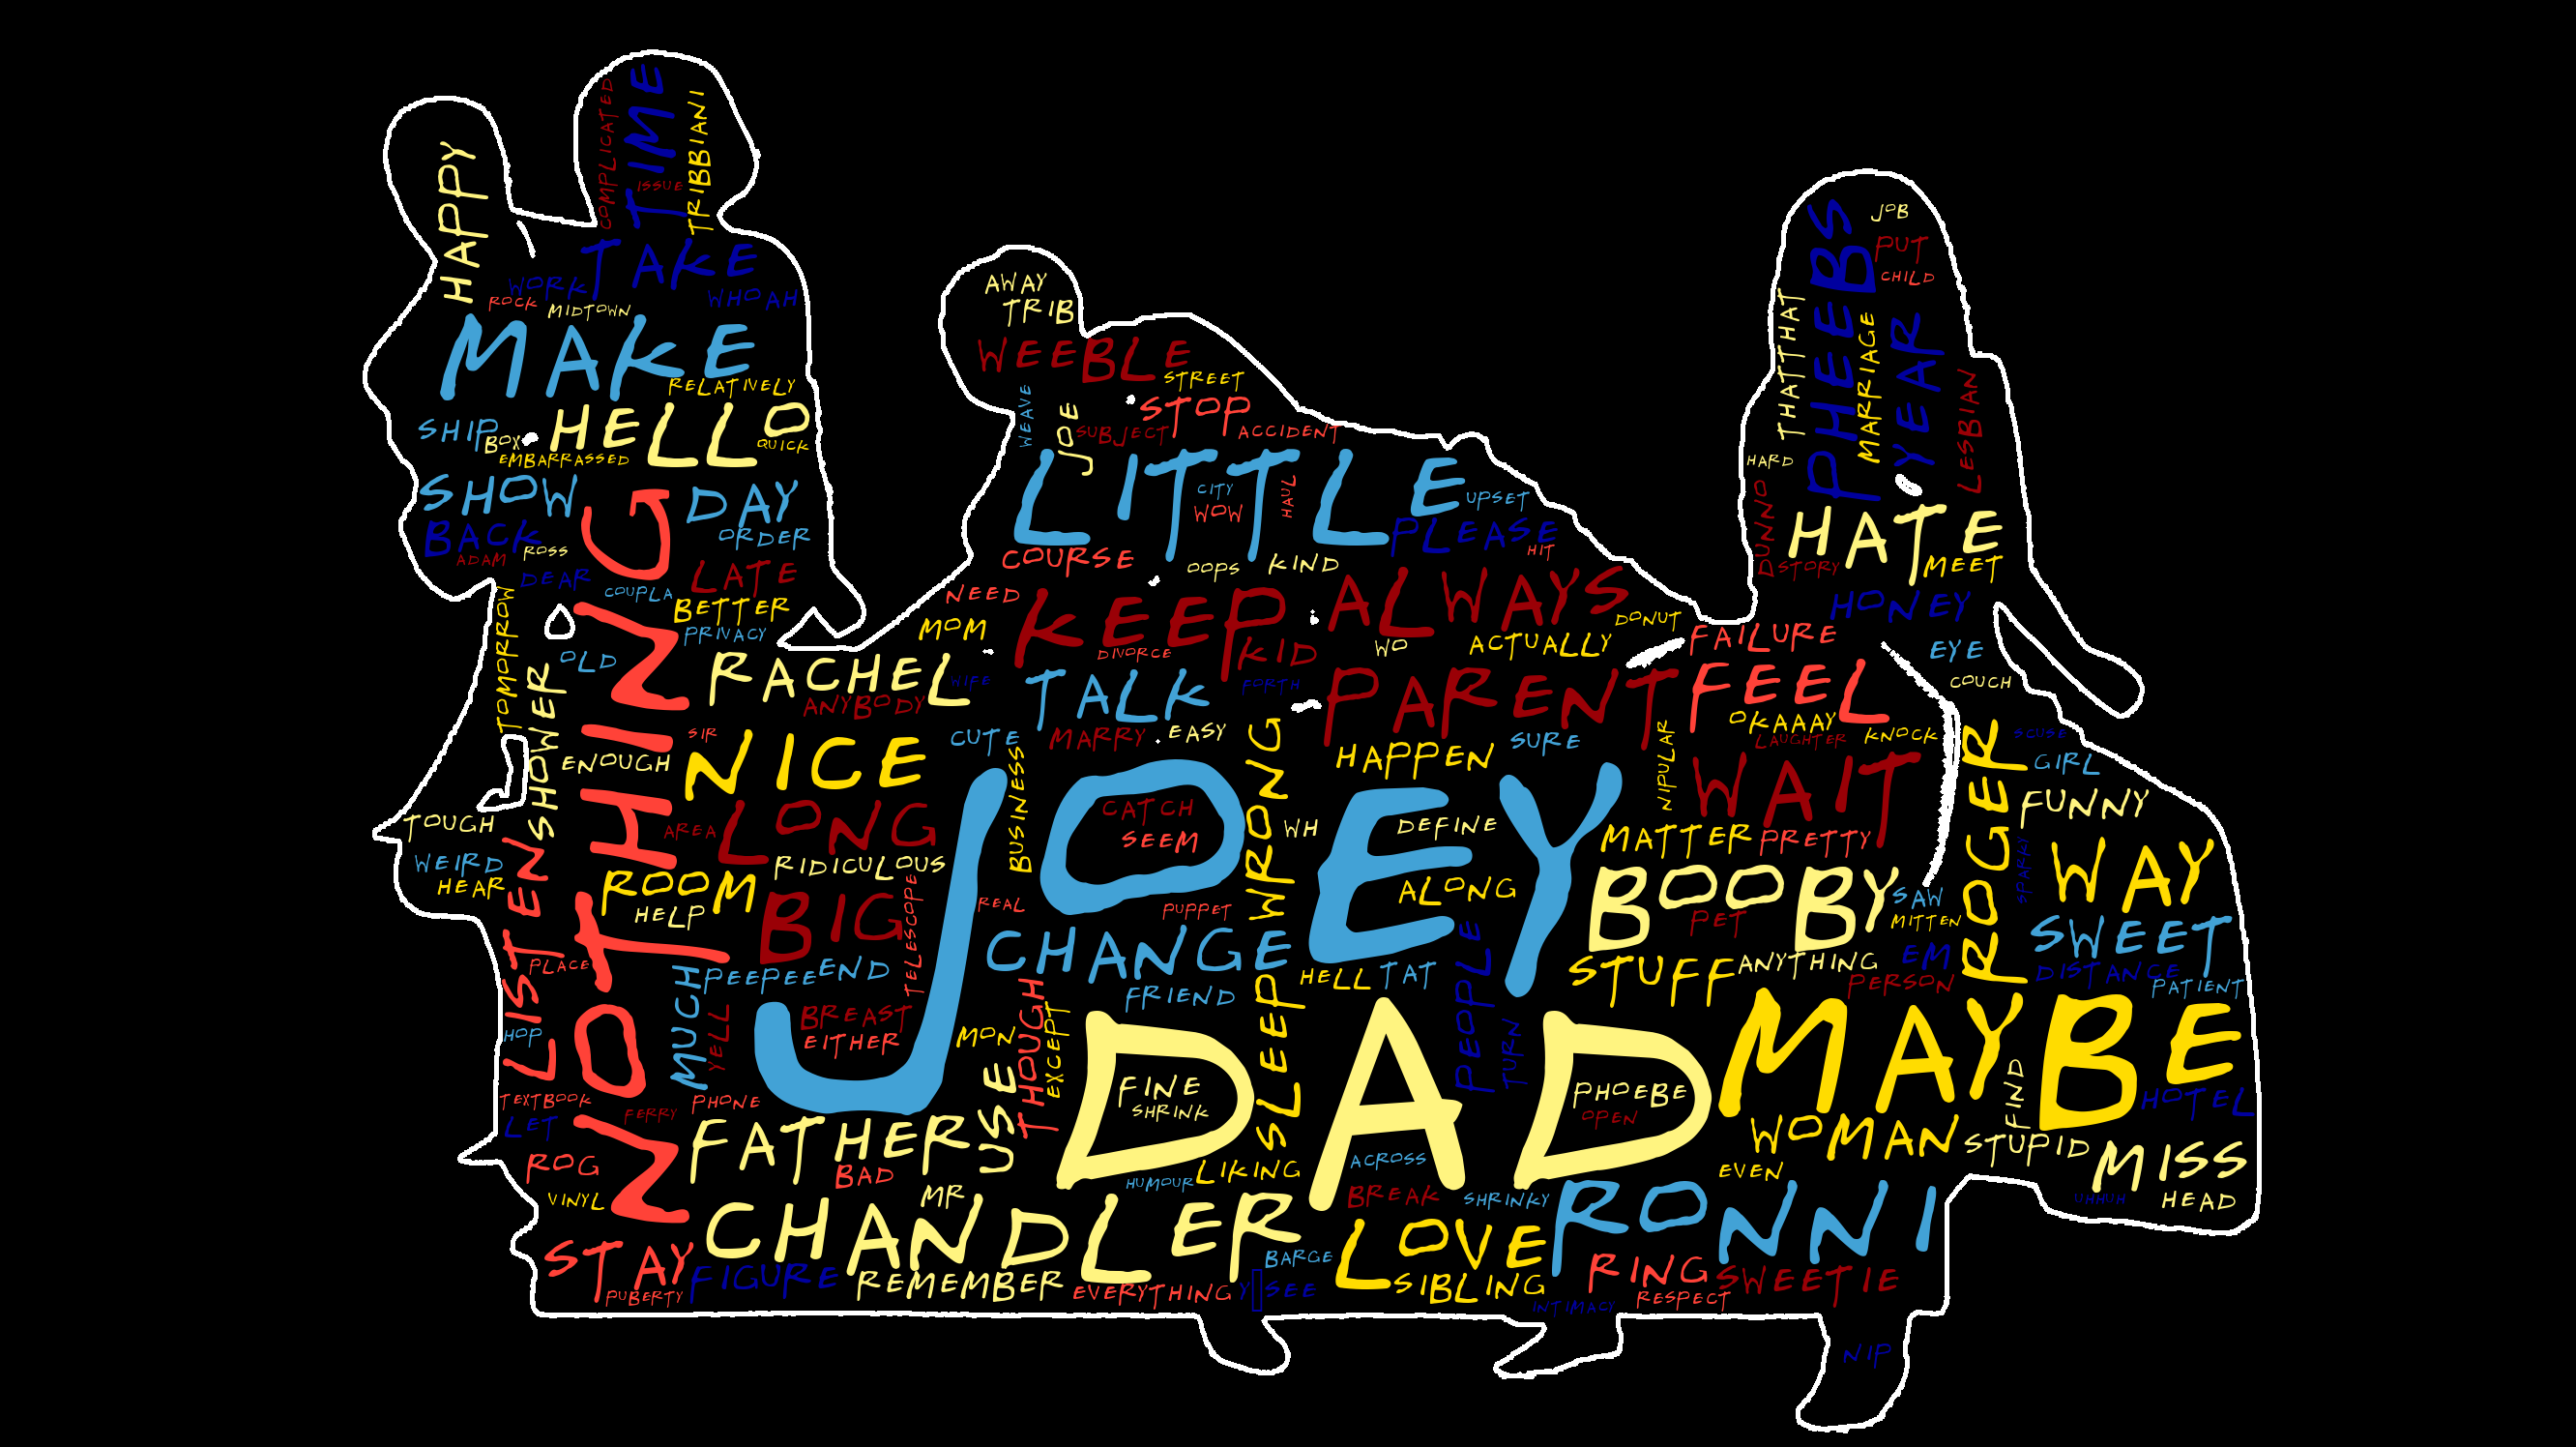 COMPLICATED
TIME
ISSUE
TRIBBIANI
HAPPY
TAKE
WORK
WHOAH
ROCK
MIDTOWN
MAKE
RELATIVELY
SHIP
BOX
HELLO
QUICK
EMBARRASSED
SHOW
DAY
BACK
ORDER
ADAM
ROSS
DEAR
COUPLA
LATE
BETTER
PRIVACY
TOMORROW
OLD
SHOWER
ENOUGH
NOTHING
AWAY
TRIB
WEEBLE
STREET
WEAVE
JOE
STOP
SUBJECT
ACCIDENT
LITTLE
CITY
WOW
HAUL
UPSET
PLEASE
HIT
COURSE
OOPS
KIND
NEED
KEEP
ALWAYS
DONUT
MOM
DIVORCE
KID
WO
ACTUALLY
JOB
PUT
CHILD
PHEEBS
THATTHAT
MARRIAGE
YEAR
LESBIAN
HARD
DUNNO
HATE
STORY
MEET
HONEY
FAILURE
EYE
COUCH
RACHEL
WIFE
ANYBODY
TALK
FORTH
PARENT
FEEL
OKAAAY
LAUGHTER
KNOCK
SIR
NICE
CUTE
MARRY
EASY
WRONG
HAPPEN
SURE
NIPULAR
WAIT
ROGER
SCUSE
GIRL
FUNNY
TOUGH
WEIRD
HEAR
LISTEN
AREA
LONG
RIDICULOUS
BUSINESS
JOEY
CATCH
SEEM
WH
DEFINE
MATTER
PRETTY
WAY
SPARKY
ROOM
HELP
BIG
TELESCOPE
REAL
PUPPET
ALONG
BOOBY
PET
SAW
MITTEN
SWEET
PLACE
MUCH
PEEPEE
END
CHANGE
HELL
TAT
PEOPLE
STUFF
ANYTHING
EM
PERSON
DISTANCE
PATIENT
HOP
YELL
BREAST
EITHER
FRIEND
MON
THOUGH
EXCEPT
SLEEP
TURN
MAYBE
FIND
HOTEL
TEXTBOOK
LET
FERRY
PHONE
USE
DAD
FINE
SHRINK
PHOEBE
OPEN
WOMAN
STUPID
MISS
ROG
VINYL
FATHER
BAD
HUMOUR
LIKING
ACROSS
BREAK
SHRINKY
EVEN
UHHUH
HEAD
MR
CHANDLER
BARGE
LOVE
RONNI
STAY
FIGURE
REMEMBER
EVERYTHING
SEE
SIBLING
RING
SWEETIE
PUBERTY
INTIMACY
RESPECT
NIP